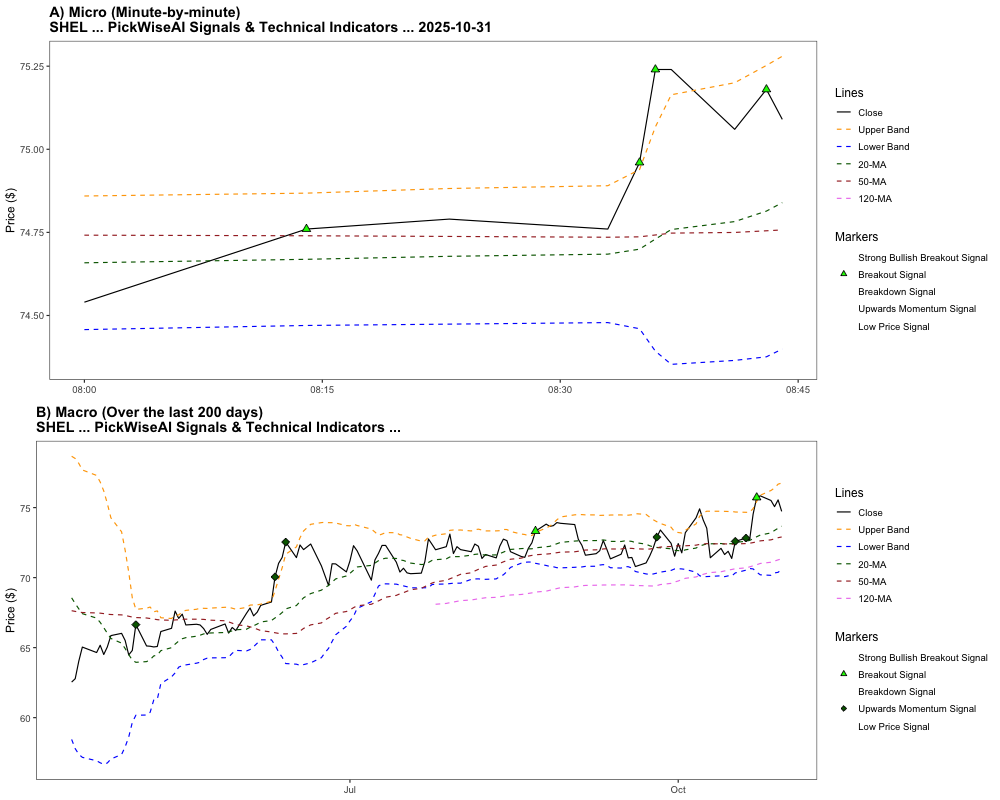 A) Micro (Minute-by-minute)
SHEL ... PickWiseAI Signals & Technical Indicators ... 2025-10-31
75.25
75.00
74.75
74.50
Price ($)
08:00
08:15
08:30
08:45
Lines
Close
Upper Band
Lower Band
20-MA
50-MA
120-MA
Markers
Strong Bullish Breakout Signal
Breakout Signal
Breakdown Signal
Upwards Momentum Signal
Low Price Signal
B) Macro (Over the last 200 days)
SHEL ... PickWiseAI Signals & Technical Indicators ...
75
70
65
60
Price ($)
Jul
Oct
Lines
Close
Upper Band
Lower Band
20-MA
50-MA
120-MA
Markers
Strong Bullish Breakout Signal
Breakout Signal
Breakdown Signal
Upwards Momentum Signal
Low Price Signal